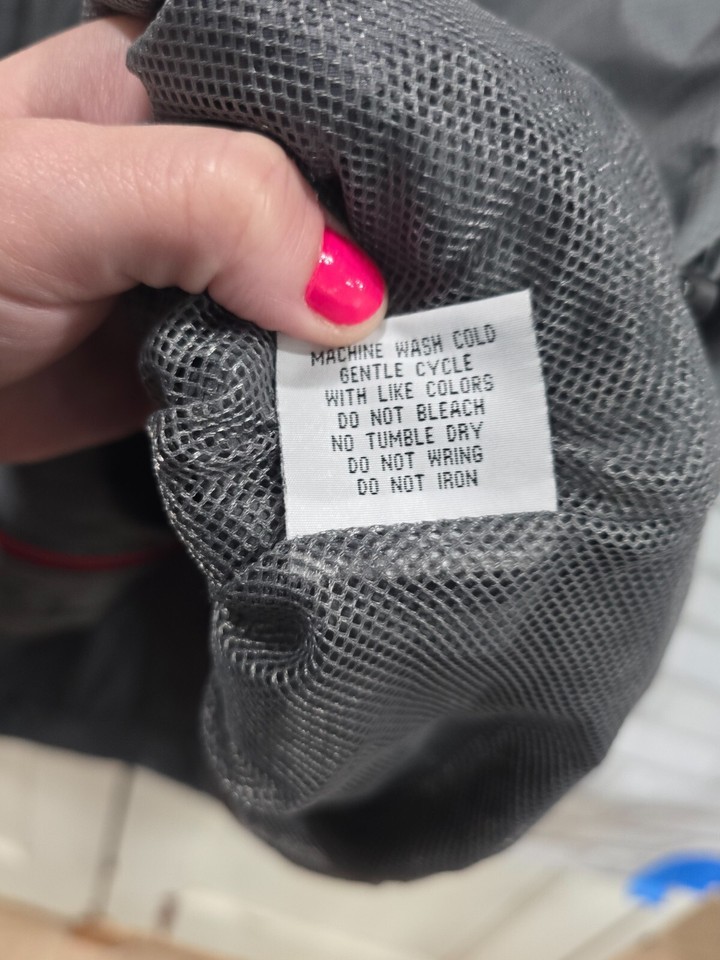 MACHINE WASH COLD
GENTLE CYCLE
WITH LIKE COLORS
DO NOT BLEACH
NO TUMBLE DRY
DO NOT WRING
DO NOT IRON